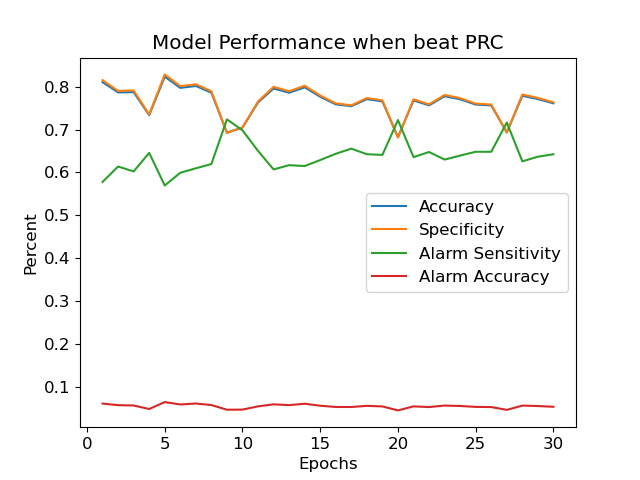 Model Performance when beat PRC
0.8
0.7
0.6
0.5
0.4
0.3
0.2
0.1
Percent
Accuracy
Specificity
Alarm Sensitivity
Alarm Accuracy
0 5 10 15 20 25 30
Epochs